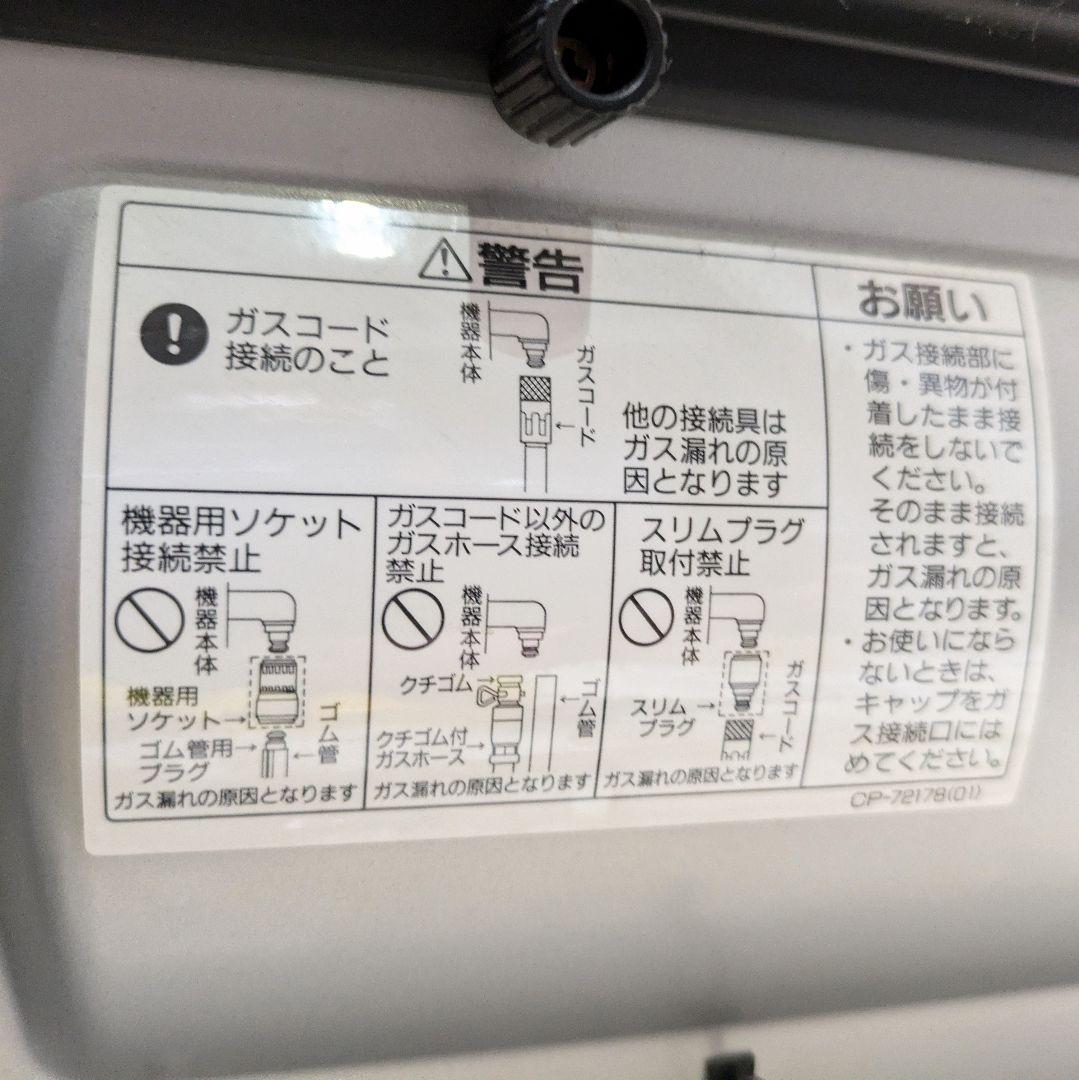 警告
ガスコード
接続のこと
機器本体
ガスコード
他の接続具は
ガス漏れの原
因となります
機器用ソケット
接続禁止
機器本体
機器用
ソケット
ゴム管用
プラグ
ゴム管
ガス漏れの原因となります
ガスコード以外の
ガスホース接続
禁止
機器本体
クチゴム
クチゴム付
ガスホース
ゴム管
ガス漏れの原因となります
スリムプラグ
取付禁止
機器本体
スリム
プラグ
ガスコード
ガス漏れの原因となります
お願い
・ガス接続部に
傷・異物が付
着したまま接
続をしないで
ください。
そのまま接続
されますと、
ガス漏れの原
因となります。
・お使いになら
ないときは、
キャップをガ
ス接続口には
めてください。
CP-72178(01)